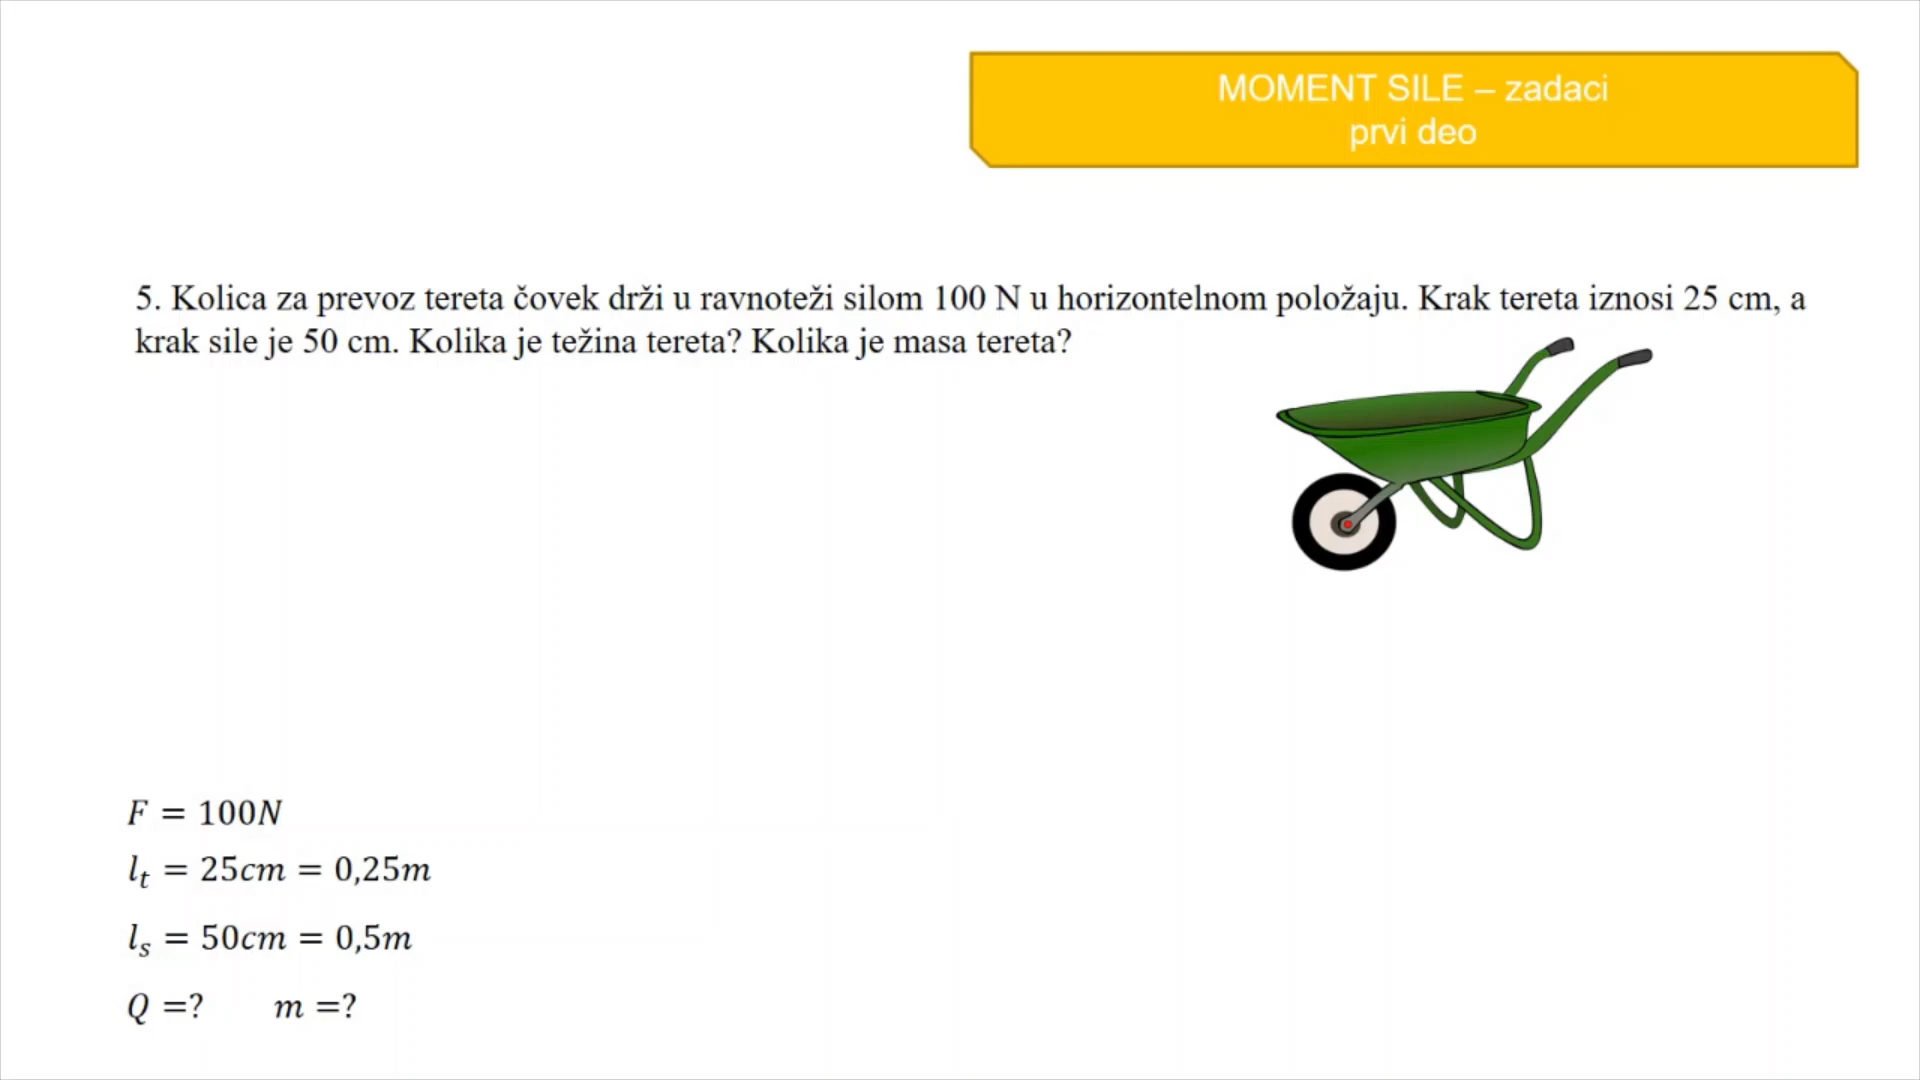 MOMENT SILE – zadaci
prvi deo
5. Kolica za prevoz tereta čovek drži u ravnoteži silom 100 N u horizontelnom položaju. Krak tereta iznosi 25 cm, a
krak sile je 50 cm. Kolika je težina tereta? Kolika je masa tereta?
F = 100N
lₜ = 25cm = 0,25m
lₛ = 50cm = 0,5m
Q =? m =?